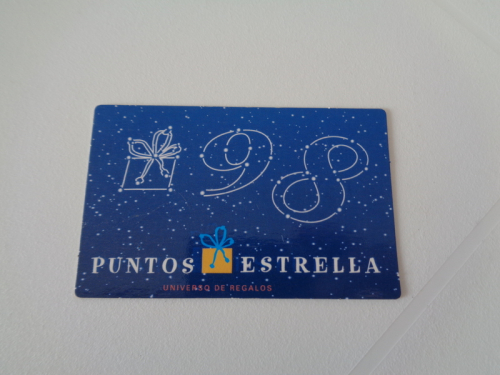 98
PUNTOS ESTRELLA
UNIVERSO DE REGALOS